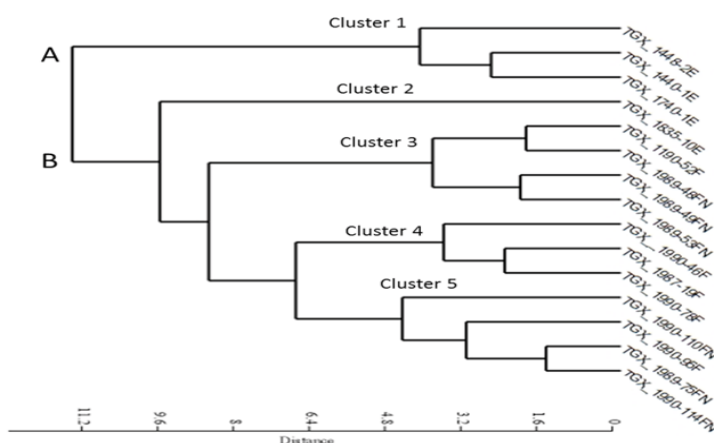 Cluster 1
A
TGX_1448-2E
TGX_1440-1E
Cluster 2
TGX_1740-1E
TGX_1835-10E
Cluster 3
TGX_1190-52F
B
TGX_1989-48FN
TGX_1989-49FN
TGX_1989-53FN
Cluster 4
TGX_1990-46F
TGX_1987-19F
Cluster 5
TGX_1990-78F
TGX_1990-110FN
TGX_1990-95F
TGX_1989-75FN
TGX_1990-114FN
11.2 9.6 8 6.4 4.8 3.2 1.6 0
Distance